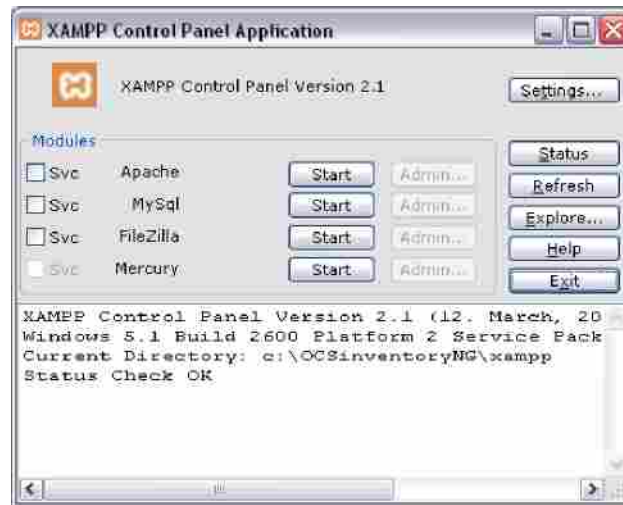 XAMPP Control Panel Application
XAMPP Control Panel Version 2.1
Settings...
Modules
Svc Apache Start Admin...
Svc MySql Start Admin...
Svc FileZilla Start Admin...
Svc Mercury Start Admin...
Status
Refresh
Explore...
Help
Exit
XAMPP Control Panel Version 2.1 (12. March, 20
Windows 5.1 Build 2600 Platform 2 Service Pack
Current Directory: c:\OCSinventoryNG\xampp
Status Check OK